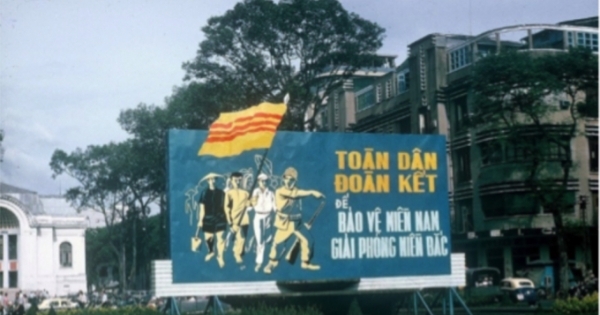 TOÀN DÂN
ĐOÀN KẾT
ĐỂ
BẢO VỆ MIỀN NAM
GIẢI PHÓNG MIỀN BẮC